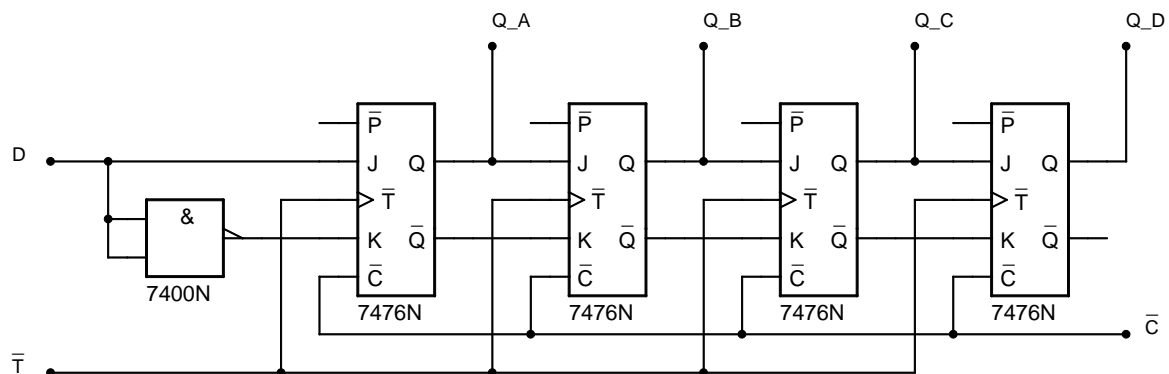 Q_A
Q_B
Q_C
Q_D
P̅
P̅
P̅
P̅
D
J
Q
J
Q
J
Q
J
Q
&
T̅
T̅
T̅
T̅
K
Q̅
K
Q̅
K
Q̅
K
Q̅
C̅
C̅
C̅
C̅
7400N
7476N
7476N
7476N
7476N
C̅
T̅